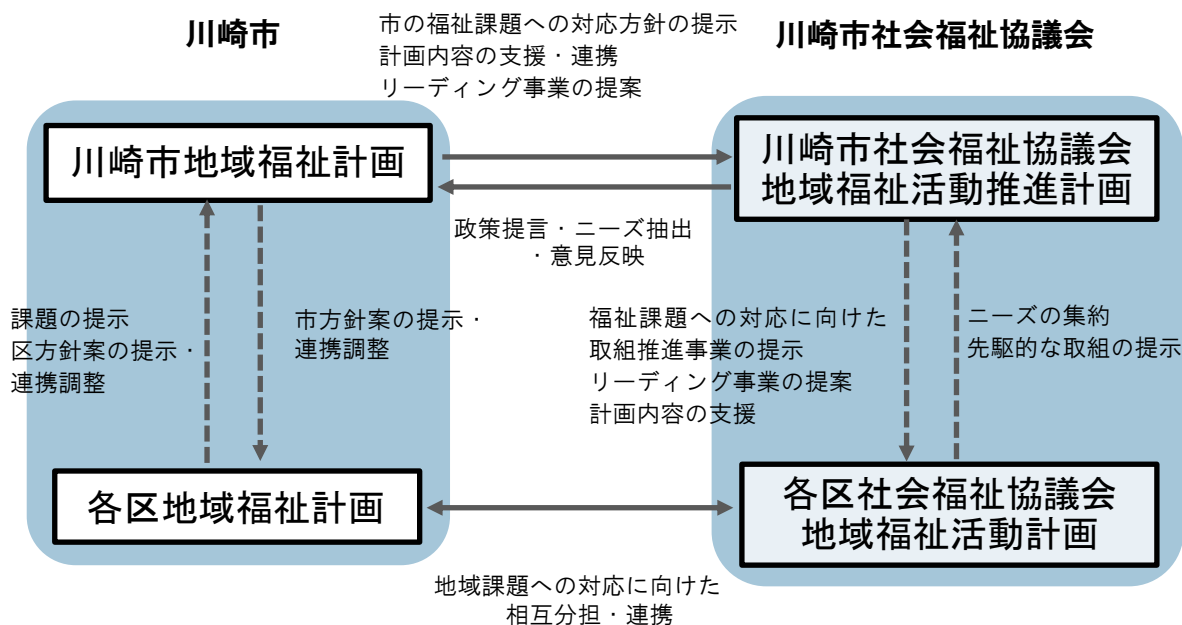 川崎市
市の福祉課題への対応方針の提示
計画内容の支援・連携
リーディング事業の提案
川崎市社会福祉協議会
川崎市地域福祉計画
川崎市社会福祉協議会
地域福祉活動推進計画
政策提言・ニーズ抽出
・意見反映
課題の提示
区方針案の提示・
連携調整
市方針案の提示・
連携調整
福祉課題への対応に向けた
取組推進事業の提示
リーディング事業の提案
計画内容の支援
ニーズの集約
先駆的な取組の提示
各区地域福祉計画
各区社会福祉協議会
地域福祉活動計画
地域課題への対応に向けた
相互分担・連携